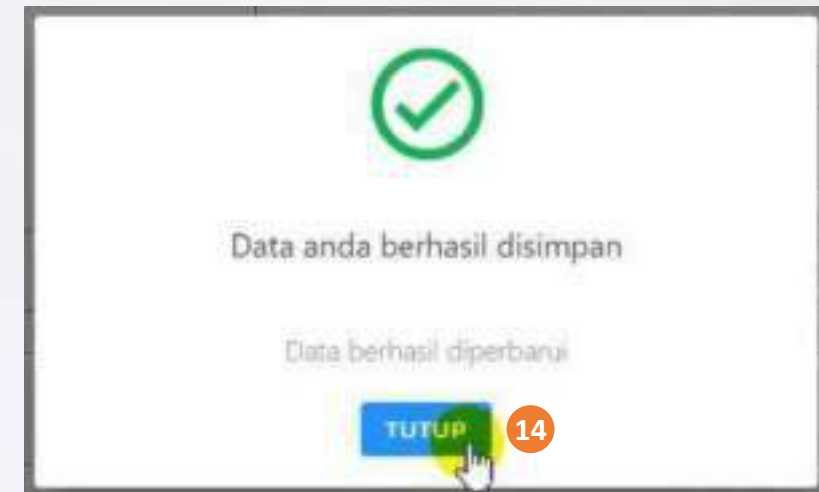 Data anda berhasil disimpan
Data berhasil diperbarui
TUTUP 14